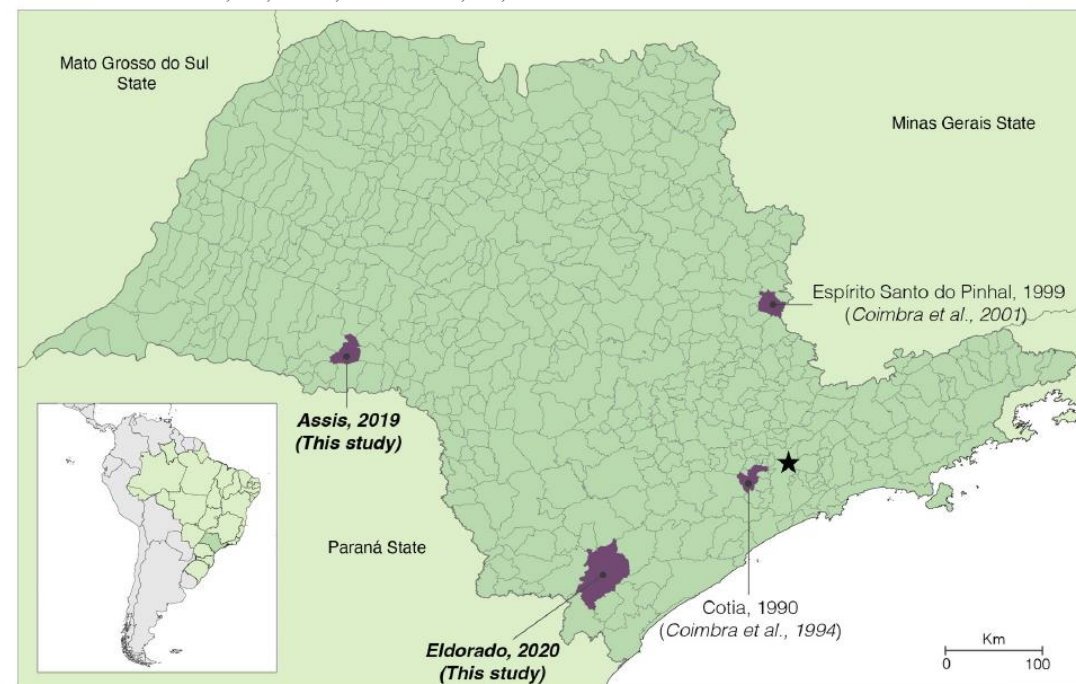 Mato Grosso do Sul
State
Minas Gerais State
Espírito Santo do Pinhal, 1999
(Coimbra et al., 2001)
Assis, 2019
(This study)
Paraná State
Cotia, 1990
(Coimbra et al., 1994)
Eldorado, 2020
(This study)
Km
0 100